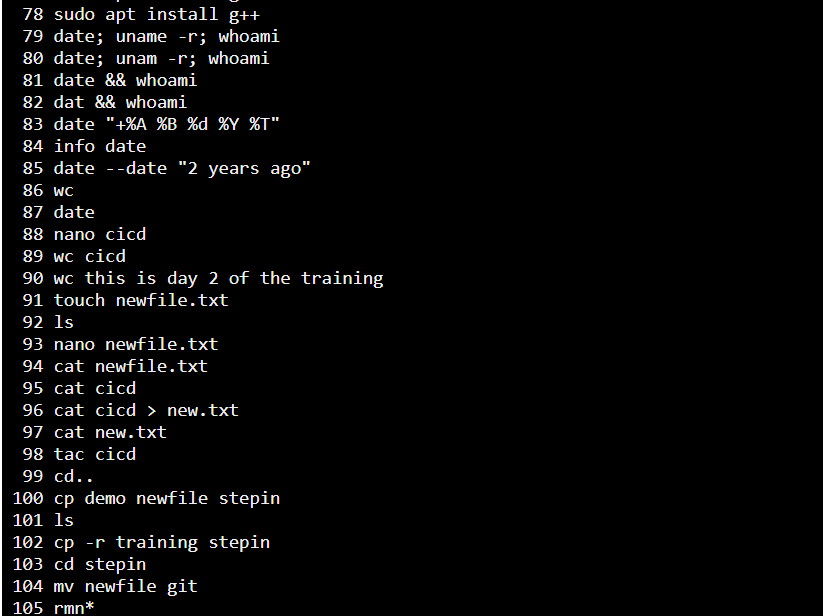 78 sudo apt install g++
79 date; uname -r; whoami
80 date; unam -r; whoami
81 date && whoami
82 dat && whoami
83 date "+%A %B %d %Y %T"
84 info date
85 date --date "2 years ago"
86 wc
87 date
88 nano cicd
89 wc cicd
90 wc this is day 2 of the training
91 touch newfile.txt
92 ls
93 nano newfile.txt
94 cat newfile.txt
95 cat cicd
96 cat cicd > new.txt
97 cat new.txt
98 tac cicd
99 cd..
100 cp demo newfile stepin
101 ls
102 cp -r training stepin
103 cd stepin
104 mv newfile git
105 rmn*